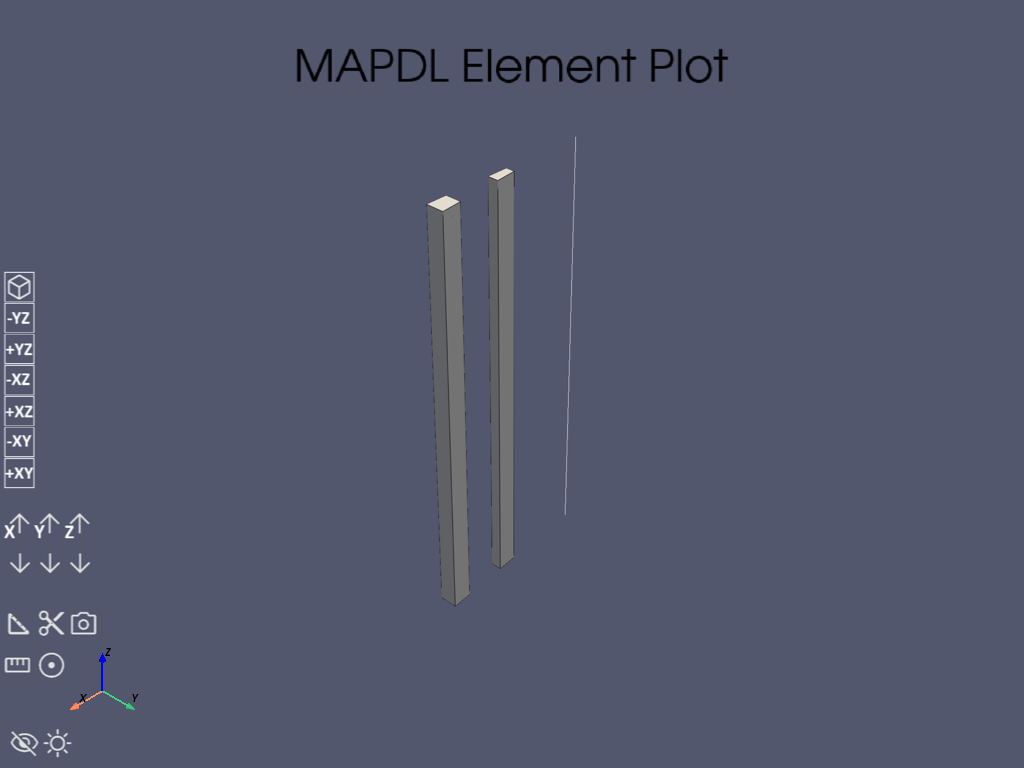 MAPDL Element Plot
-YZ
+YZ
-XZ
+XZ
-XY
+XY
X Y Z
Z
X Y